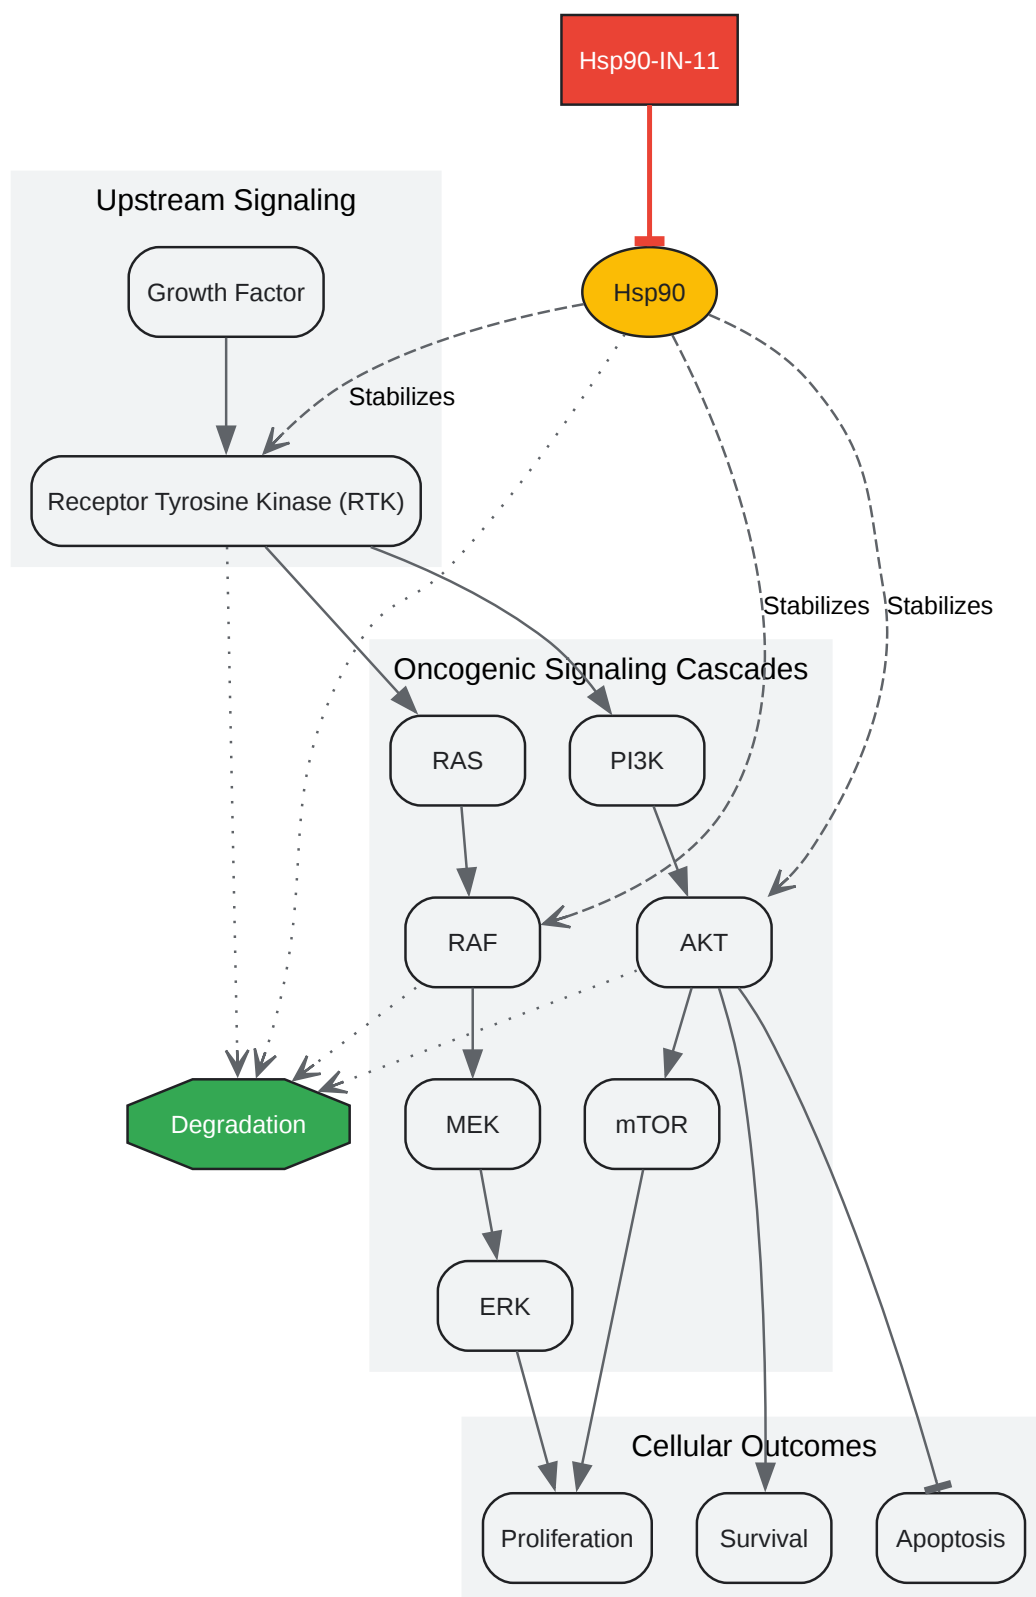 Hsp90-IN-11
Upstream Signaling
Growth Factor
Hsp90
Stabilizes
Receptor Tyrosine Kinase (RTK)
Stabilizes
Stabilizes
Oncogenic Signaling Cascades
RAS
PI3K
RAF
AKT
Degradation
MEK
mTOR
ERK
Cellular Outcomes
Proliferation
Survival
Apoptosis